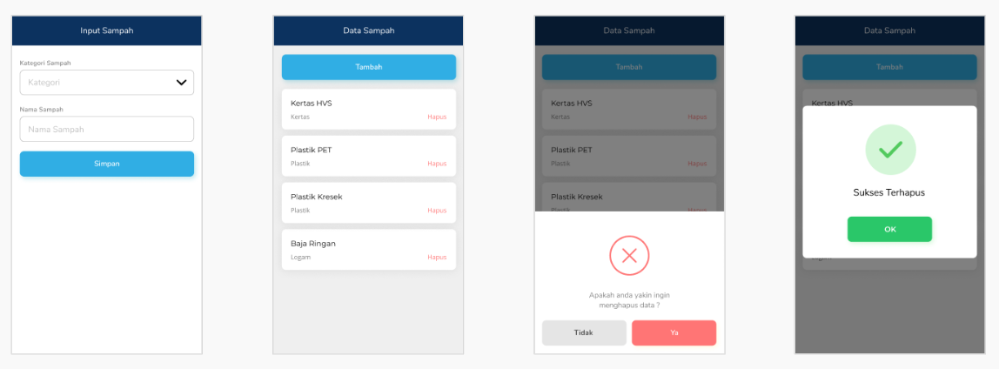 Input Sampah
Kategori Sampah
Kategori
Nama Sampah
Nama Sampah
Simpan
Data Sampah
Tambah
Kertas HVS
Kertas
Hapus
Plastik PET
Plastik
Hapus
Plastik Kresek
Plastik
Hapus
Baja Ringan
Logam
Hapus
Data Sampah
Tambah
Kertas HVS
Kertas
Hapus
Plastik PET
Plastik
Hapus
Plastik Kresek
Plastik
Hapus
Apakah anda yakin ingin
menghapus data ?
Tidak
Ya
Data Sampah
Tambah
Kertas HVS
Sukses Terhapus
OK